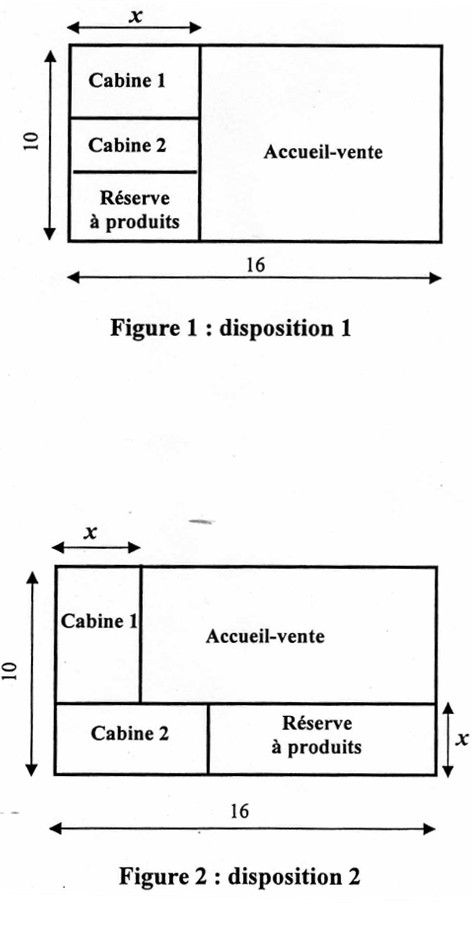 x
Cabine 1
10
Cabine 2
Accueil-vente
Réserve
à produits
16
Figure 1 : disposition 1
x
Cabine 1
Accueil-vente
10
Cabine 2
Réserve
à produits
x
16
Figure 2 : disposition 2